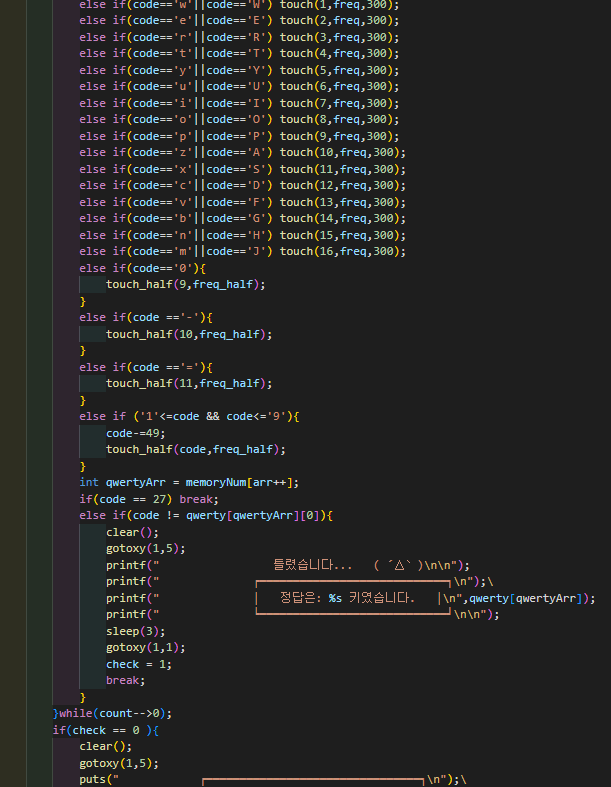 else if(code=='w'||code=='W') touch(1,freq,300);
else if(code=='e'||code=='E') touch(2,freq,300);
else if(code=='r'||code=='R') touch(3,freq,300);
else if(code=='t'||code=='T') touch(4,freq,300);
else if(code=='y'||code=='Y') touch(5,freq,300);
else if(code=='u'||code=='U') touch(6,freq,300);
else if(code=='i'||code=='I') touch(7,freq,300);
else if(code=='o'||code=='O') touch(8,freq,300);
else if(code=='p'||code=='P') touch(9,freq,300);
else if(code=='z'||code=='A') touch(10,freq,300);
else if(code=='x'||code=='S') touch(11,freq,300);
else if(code=='c'||code=='D') touch(12,freq,300);
else if(code=='v'||code=='F') touch(13,freq,300);
else if(code=='b'||code=='G') touch(14,freq,300);
else if(code=='n'||code=='H') touch(15,freq,300);
else if(code=='m'||code=='J') touch(16,freq,300);
else if(code=='0'){
touch_half(9,freq_half);
}
else if(code =='-'){
touch_half(10,freq_half);
}
else if(code =='='){
touch_half(11,freq_half);
}
else if ('1'<=code && code<='9'){
code-=49;
touch_half(code,freq_half);
}
int qwertyArr = memoryNum[arr++];
if(code == 27) break;
else if(code != qwerty[qwertyArr][0]){
clear();
gotoxy(1,5);
printf(" 틀렸습니다... ( ´△`)\n\n");
printf(" ┌━━━━━━━━━━━━━━━━━━━━━━━━━━━━┐\n");\
printf(" | 정답은: %s 키였습니다. |\n",qwerty[qwertyArr]);
printf(" └━━━━━━━━━━━━━━━━━━━━━━━━━━━━┘\n\n");
sleep(3);
gotoxy(1,1);
check = 1;
break;
}
}while(count-->0);
if(check == 0 ){
clear();
gotoxy(1,5);
puts(" ┌━━━━━━━━━━━━━━━━━━━━━━━━━━━━━━━━┐\n");\